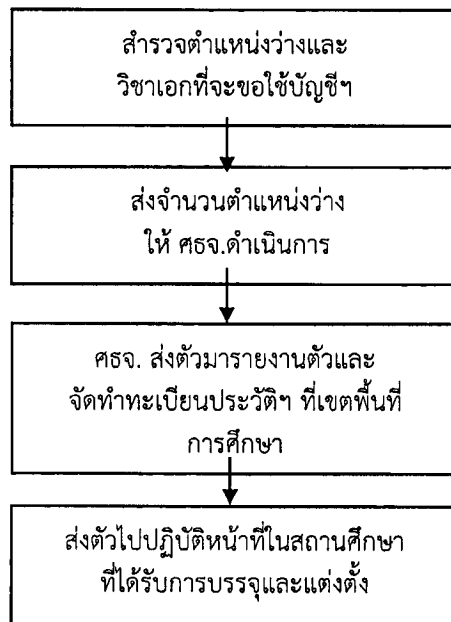 สำรวจตำแหน่งว่างและ
วิชาเอกที่จะขอใช้บัญชีฯ
ส่งจำนวนตำแหน่งว่าง
ให้ ศธจ.ดำเนินการ
ศธจ. ส่งตัวมารายงานตัวและ
จัดทำทะเบียนประวัติฯ ที่เขตพื้นที่
การศึกษา
ส่งตัวไปปฏิบัติหน้าที่ในสถานศึกษา
ที่ได้รับการบรรจุและแต่งตั้ง